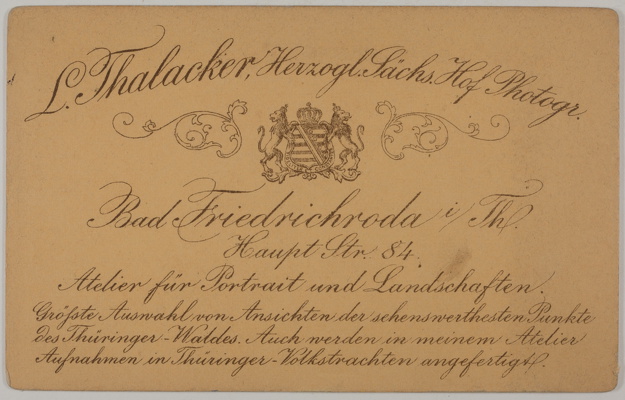 L. Thalacker, Herzogl. Sächs. Hof Photogr.
Bad Friedrichroda i/Th.
Haupt Str. 84.
Atelier für Portrait und Landschaften.
Größte Auswahl von Ansichten der sehenswerthesten Punkte
des Thüringer-Waldes. Auch werden in meinem Atelier
Aufnahmen in Thüringer-Volkstrachten angefertigt.